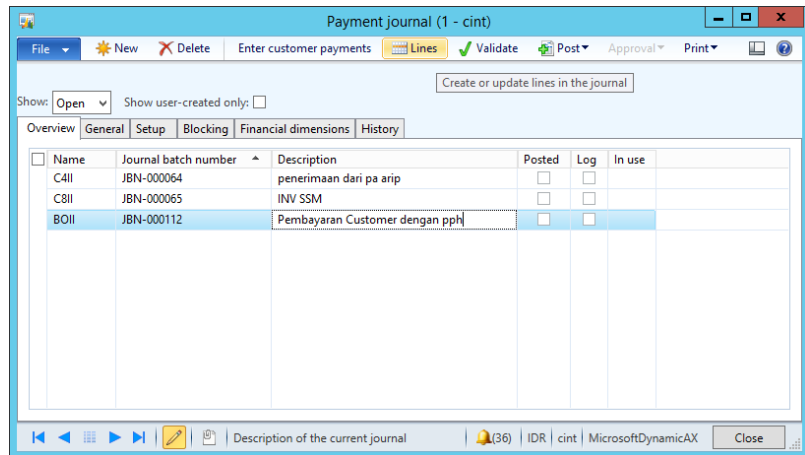 Payment journal (1 - cint)
File New Delete Enter customer payments Lines Validate Post Approval Print
Create or update lines in the journal
Show: Open Show user-created only:
Overview General Setup Blocking Financial dimensions History
Name Journal batch number Description Posted Log In use
C4II JBN-000064 penerimaan dari pa arip
C8II JBN-000065 INV SSM
BOII JBN-000112 Pembayaran Customer dengan pph
Description of the current journal (36) IDR cint MicrosoftDynamicAX Close